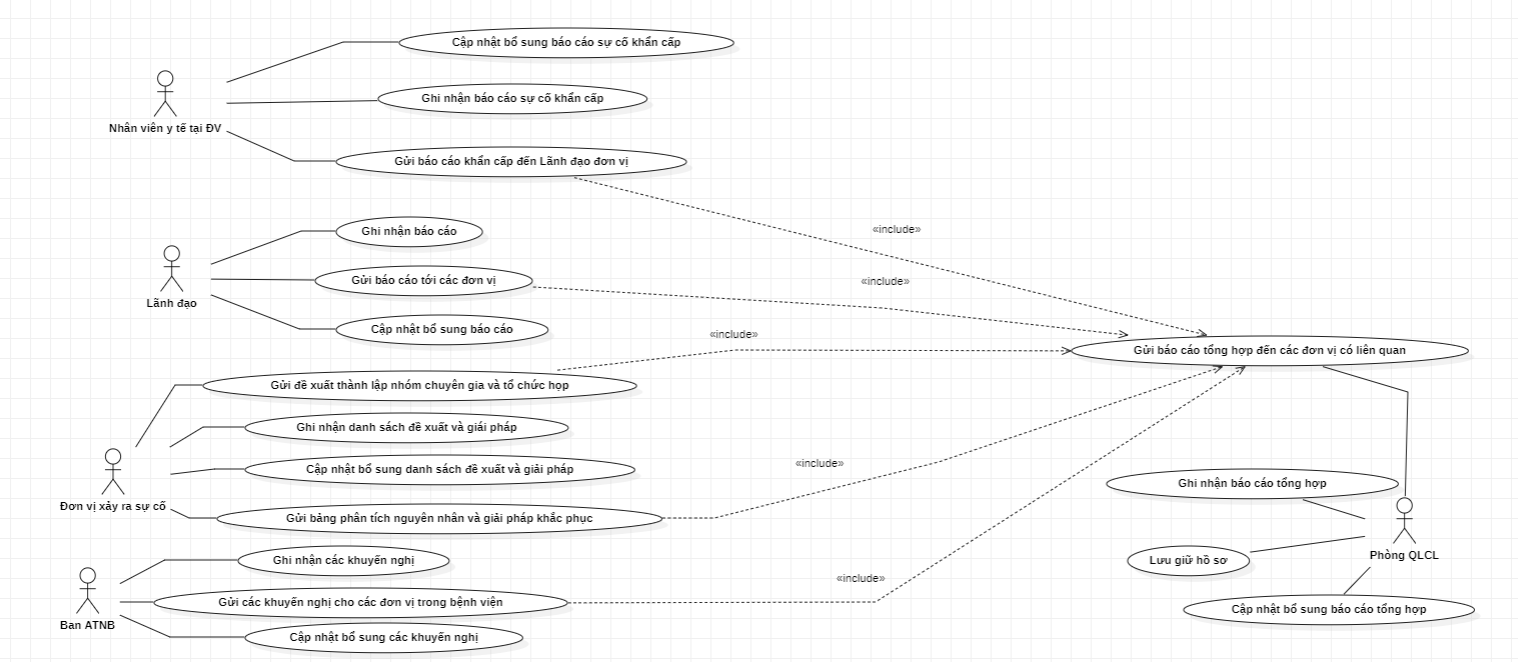 Cập nhật bổ sung báo cáo sự cố khẩn cấp
Ghi nhận báo cáo sự cố khẩn cấp
Nhân viên y tế tại ĐV
Gửi báo cáo khẩn cấp đến Lãnh đạo đơn vị
«include»
Ghi nhận báo cáo
Gửi báo cáo tới các đơn vị
«include»
Lãnh đạo
Cập nhật bổ sung báo cáo
«include»
Gửi báo cáo tổng hợp đến các đơn vị có liên quan
Gửi đề xuất thành lập nhóm chuyên gia và tổ chức họp
Ghi nhận danh sách đề xuất và giải pháp
Cập nhật bổ sung danh sách đề xuất và giải pháp
«include»
Ghi nhận báo cáo tổng hợp
Đơn vị xảy ra sự cố
Gửi bảng phân tích nguyên nhân và giải pháp khắc phục
Phòng QLCL
Ghi nhận các khuyến nghị
Lưu giữ hồ sơ
«include»
Gửi các khuyến nghị cho các đơn vị trong bệnh viện
Cập nhật bổ sung báo cáo tổng hợp
Ban ATNB
Cập nhật bổ sung các khuyến nghị